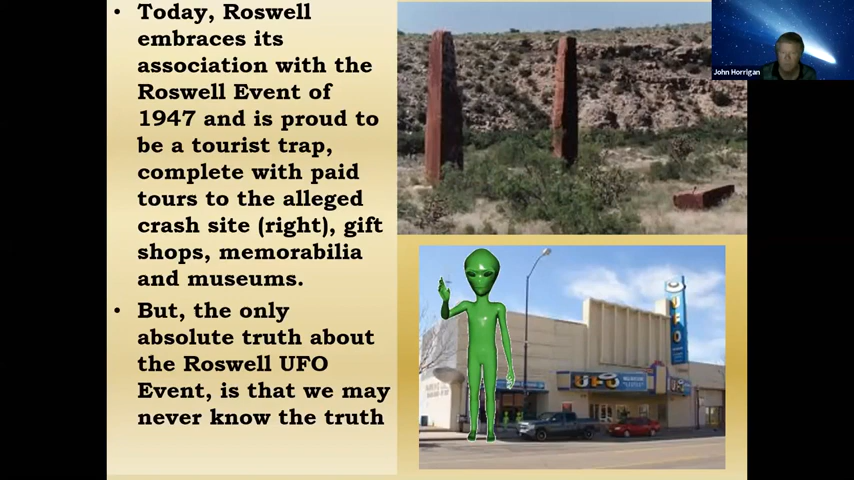 • Today, Roswell
embraces its
association with the
Roswell Event of
1947 and is proud to
be a tourist trap,
complete with paid
tours to the alleged
crash site (right), gift
shops, memorabilia
and museums.
• But, the only
absolute truth about
the Roswell UFO
Event, is that we may
never know the truth
John Horrigan
UFO
UFO